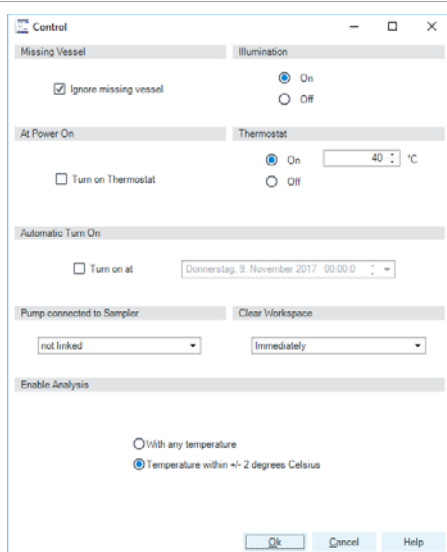 Control
Missing Vessel
Illumination
Ignore missing vessel
On
Off
At Power On
Thermostat
Turn on Thermostat
On
40
°C
Off
Automatic Turn On
Turn on at
Donnerstag, 9. November 2017 00:00:0
Pump connected to Sampler
Clear Workspace
not linked
Immediately
Enable Analysis
With any temperature
Temperature within +/- 2 degrees Celsius
Ok
Cancel
Help